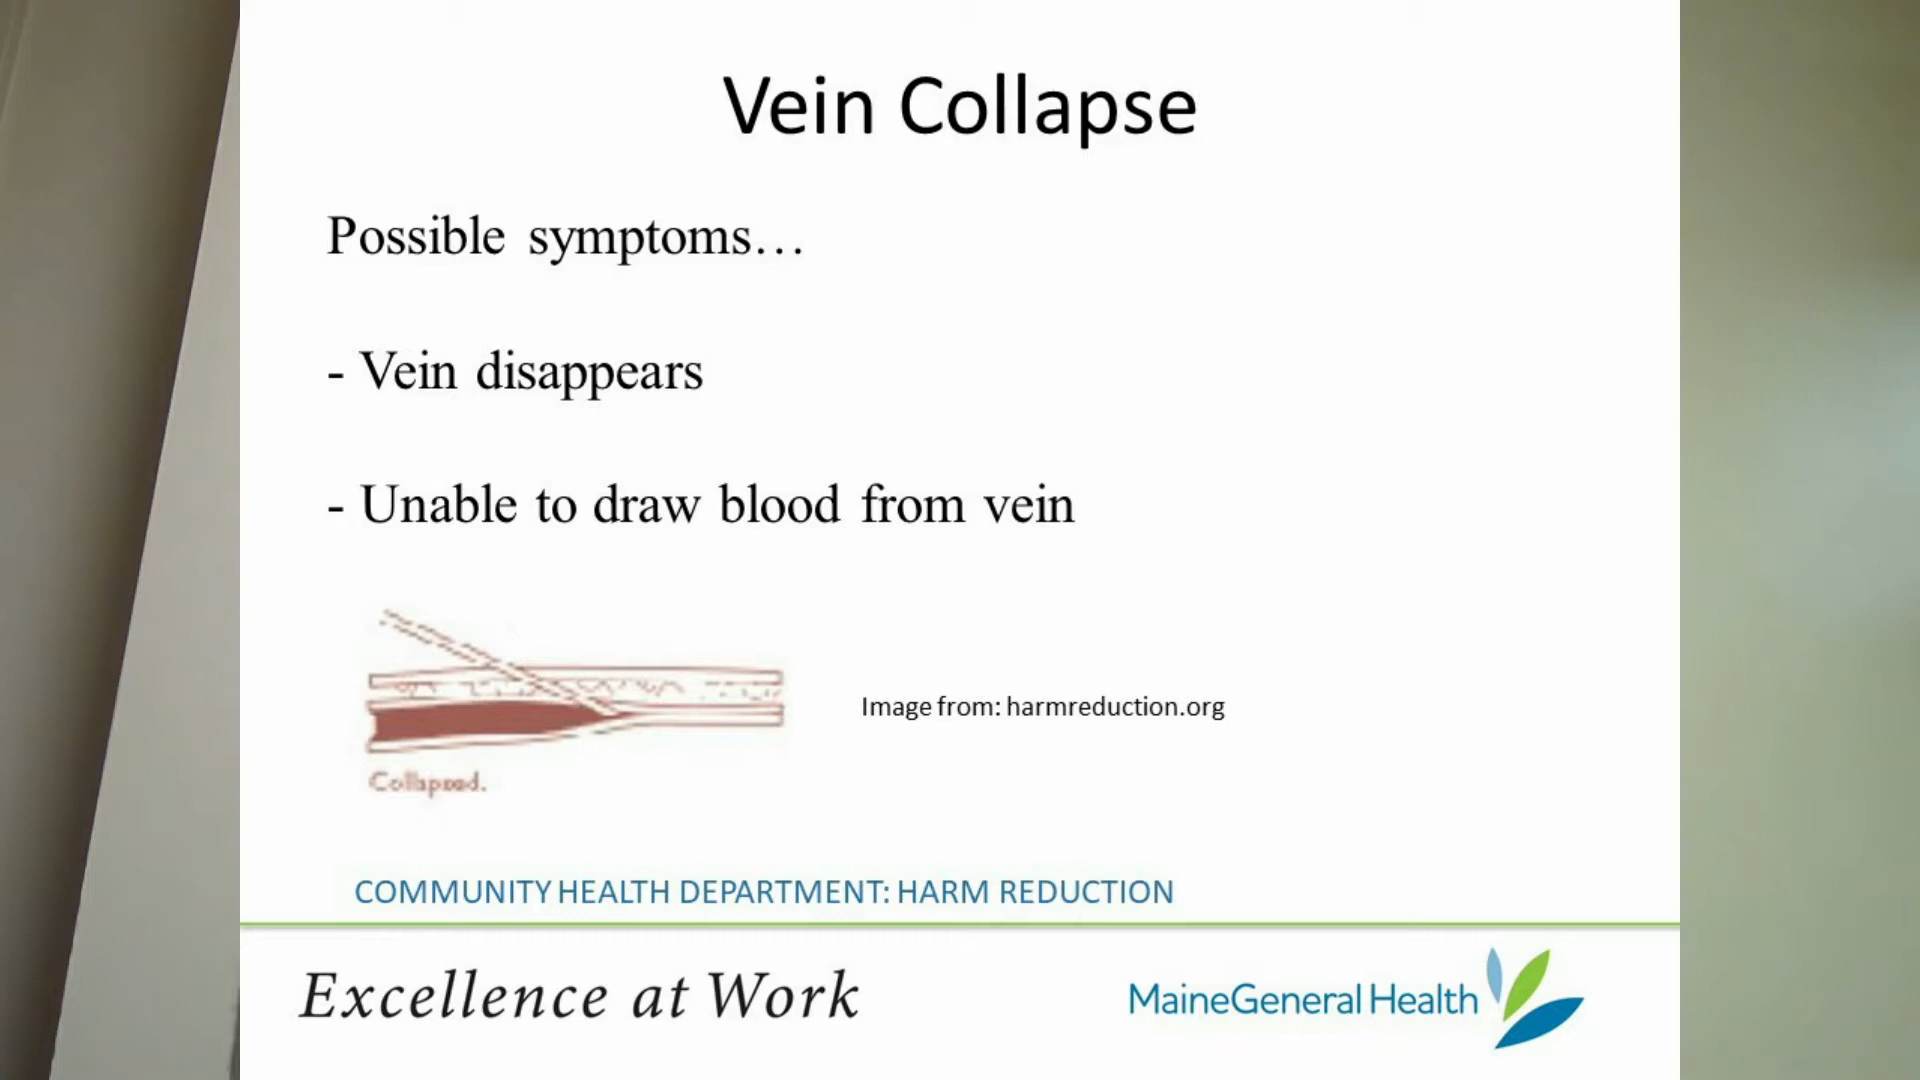 Vein Collapse
Possible symptoms…
- Vein disappears
- Unable to draw blood from vein
Image from: harmreduction.org
Collapsed.
COMMUNITY HEALTH DEPARTMENT: HARM REDUCTION
Excellence at Work
MaineGeneral Health